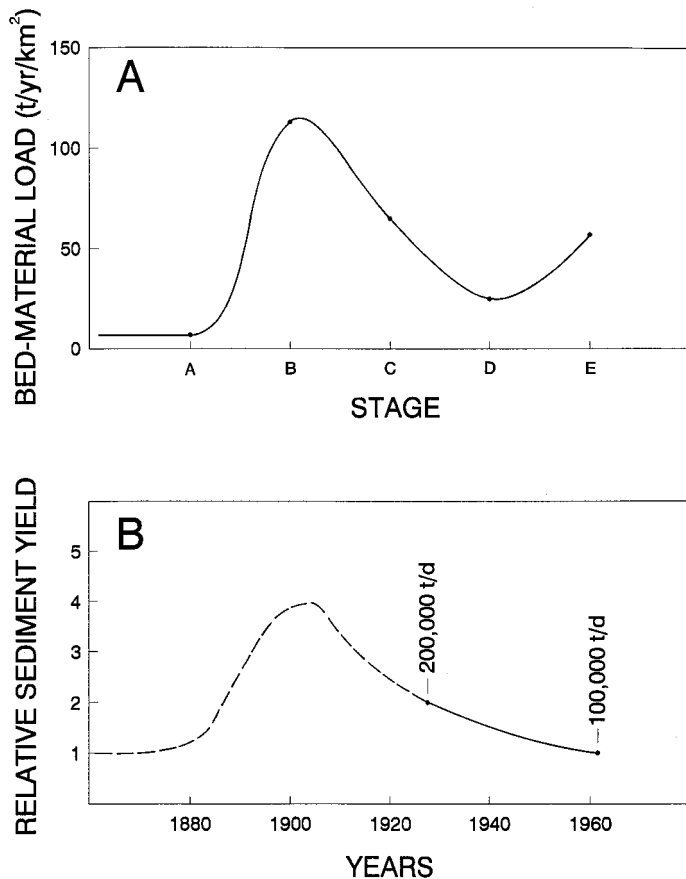 BED-MATERIAL LOAD (t/yr/km²)
150
100
50
0
A
A
B
C
D
E
STAGE
RELATIVE SEDIMENT YIELD
5
4
3
2
1
B
200,000 t/d
100,000 t/d
1880
1900
1920
1940
1960
YEARS